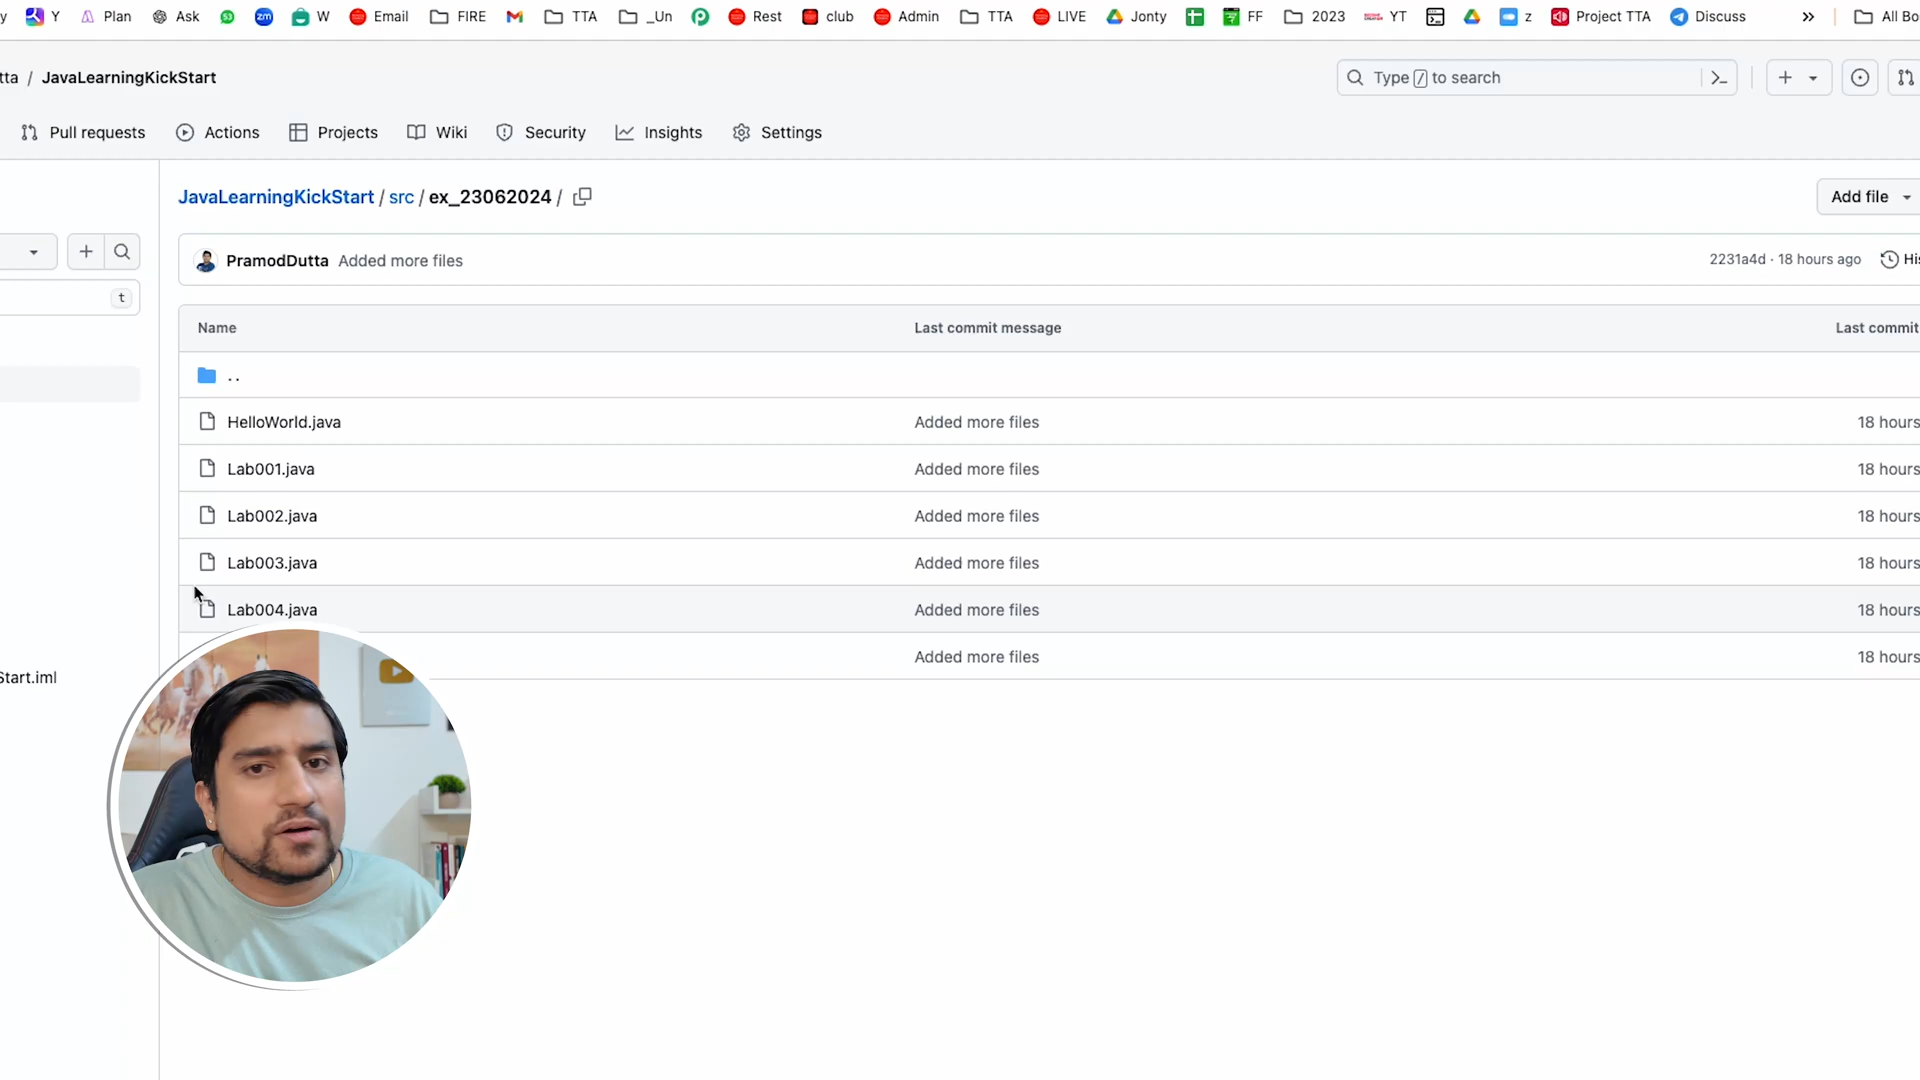 y Y Plan Ask W Email FIRE TTA _Un Rest club Admin TTA LIVE Jonty FF 2023 YT z Project TTA Discuss All Bo
tta / JavaLearningKickStart Type / to search
Pull requests Actions Projects Wiki Security Insights Settings
JavaLearningKickStart / src / ex_23062024 / Add file
PramodDutta Added more files 2231a4d · 18 hours ago His
t
Name Last commit message Last commit
..
HelloWorld.java Added more files 18 hours
Lab001.java Added more files 18 hours
Lab002.java Added more files 18 hours
Lab003.java Added more files 18 hours
Lab004.java Added more files 18 hours
Added more files 18 hours
Start.iml